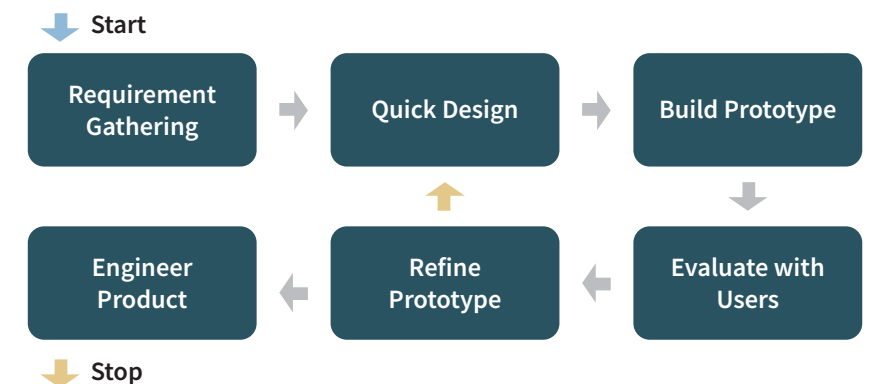 Start
Requirement
Gathering
Quick Design
Build Prototype
Engineer
Product
Refine
Prototype
Evaluate with
Users
Stop